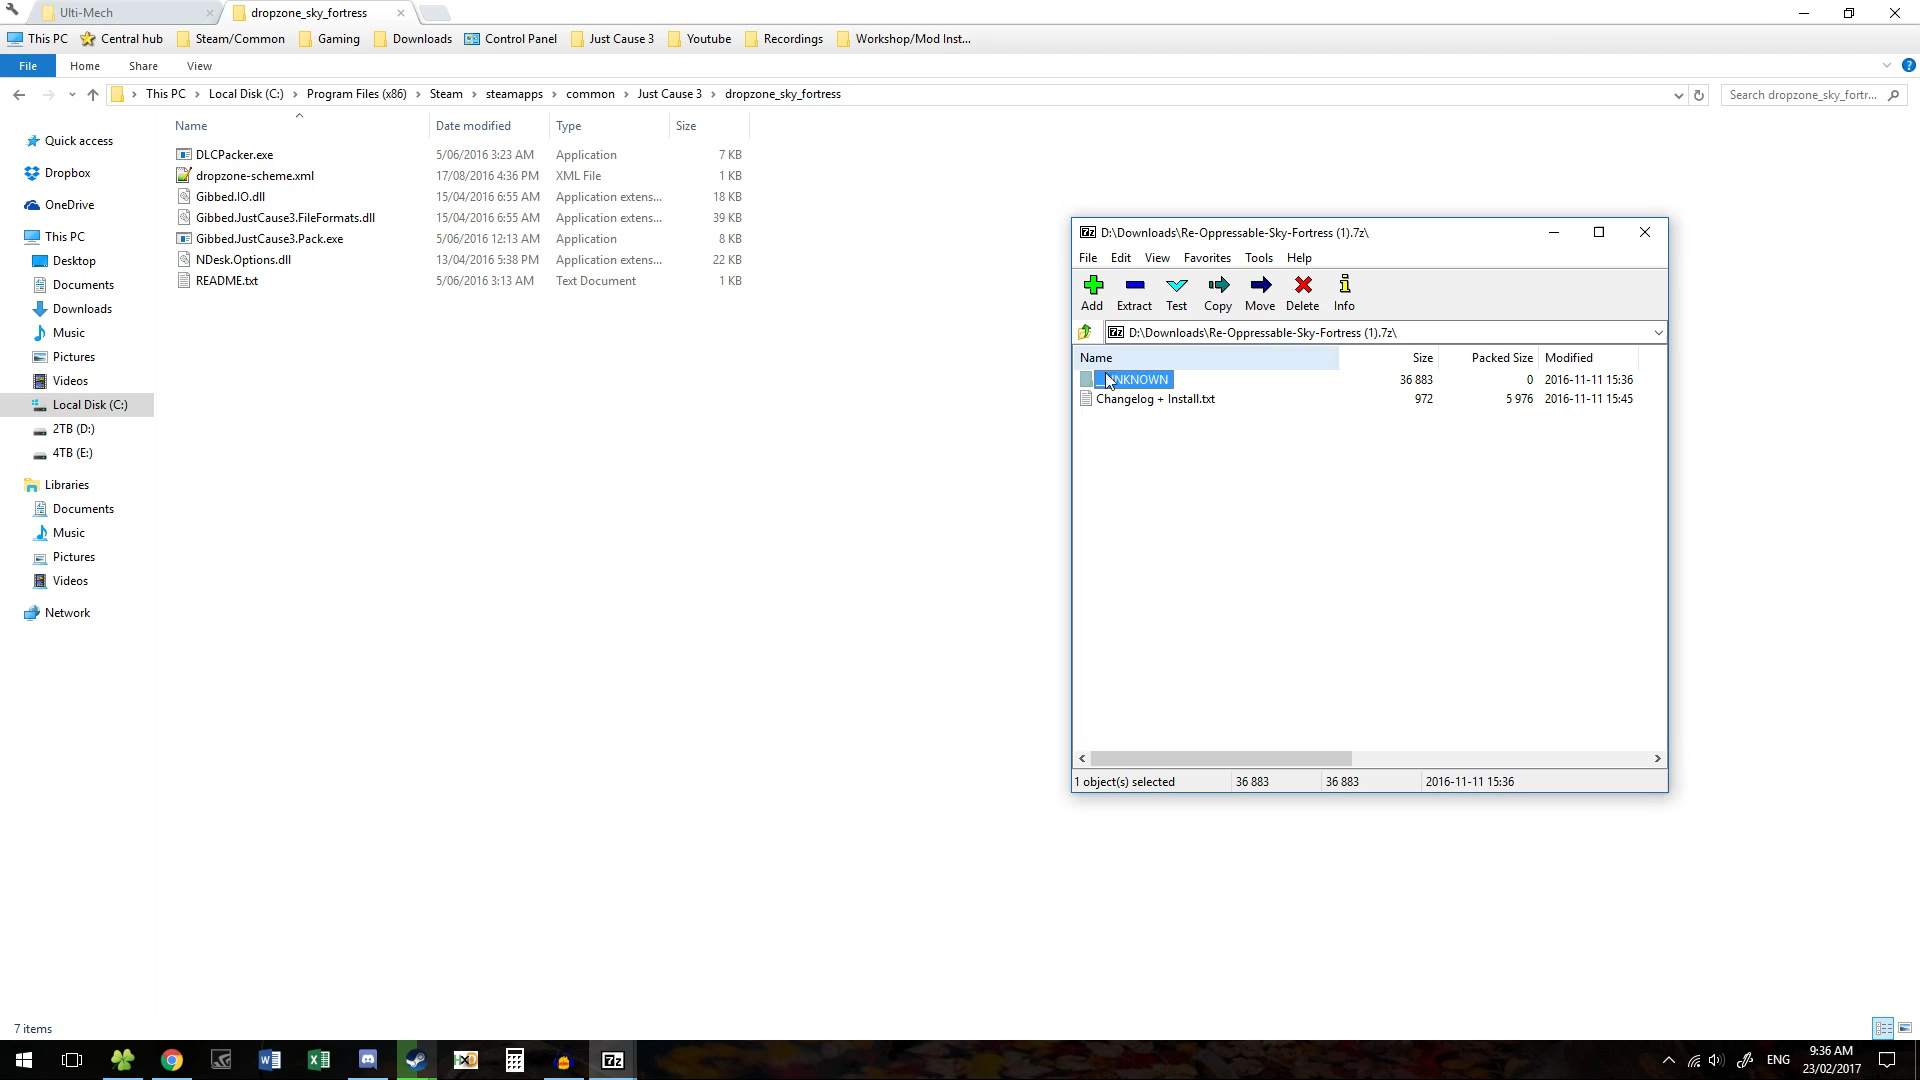 Ulti-Mech
dropzone_sky_fortress
This PC
Central hub
Steam/Common
Gaming
Downloads
Control Panel
Just Cause 3
Youtube
Recordings
Workshop/Mod Inst...
File
Home
Share
View
This PC
Local Disk (C:)
Program Files (x86)
Steam
steamapps
common
Just Cause 3
dropzone_sky_fortress
Search dropzone_sky_fortr...
Name
Date modified
Type
Size
DLCPacker.exe 5/06/2016 3:23 AM Application 7 KB
dropzone-scheme.xml 17/08/2016 4:36 PM XML File 1 KB
Gibbed.IO.dll 15/04/2016 6:55 AM Application extens... 18 KB
Gibbed.JustCause3.FileFormats.dll 15/04/2016 6:55 AM Application extens... 39 KB
Gibbed.JustCause3.Pack.exe 5/06/2016 12:13 AM Application 8 KB
NDesk.Options.dll 13/04/2016 5:38 PM Application extens... 22 KB
README.txt 5/06/2016 3:13 AM Text Document 1 KB
Quick access
Dropbox
OneDrive
This PC
Desktop
Documents
Downloads
Music
Pictures
Videos
Local Disk (C:)
2TB (D:)
4TB (E:)
Libraries
Documents
Music
Pictures
Videos
Network
7 items
7z D:\Downloads\Re-Oppressable-Sky-Fortress (1).7z\
File Edit View Favorites Tools Help
Add Extract Test Copy Move Delete Info
7z D:\Downloads\Re-Oppressable-Sky-Fortress (1).7z\
Name Size Packed Size Modified
NKNOWN 36 883 0 2016-11-11 15:36
Changelog + Install.txt 972 5 976 2016-11-11 15:45
1 object(s) selected 36 883 36 883 2016-11-11 15:36
7z
ENG
9:36 AM
23/02/2017